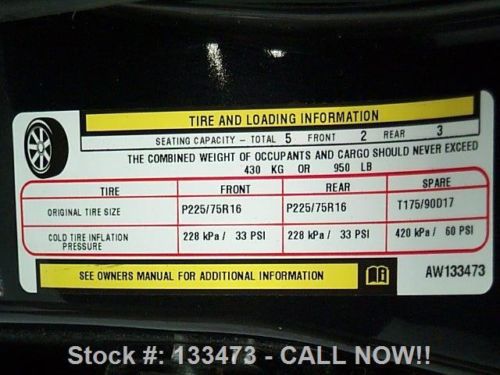 TIRE AND LOADING INFORMATION
SEATING CAPACITY - TOTAL 5 FRONT 2 REAR 3
THE COMBINED WEIGHT OF OCCUPANTS AND CARGO SHOULD NEVER EXCEED
430 KG OR 950 LB
TIRE FRONT REAR SPARE
ORIGINAL TIRE SIZE P225/75R16 P225/75R16 T175/90D17
COLD TIRE INFLATION PRESSURE 228 kPa / 33 PSI 228 kPa / 33 PSI 420 kPa / 60 PSI
SEE OWNERS MANUAL FOR ADDITIONAL INFORMATION AW133473
Stock #: 133473 - CALL NOW!!